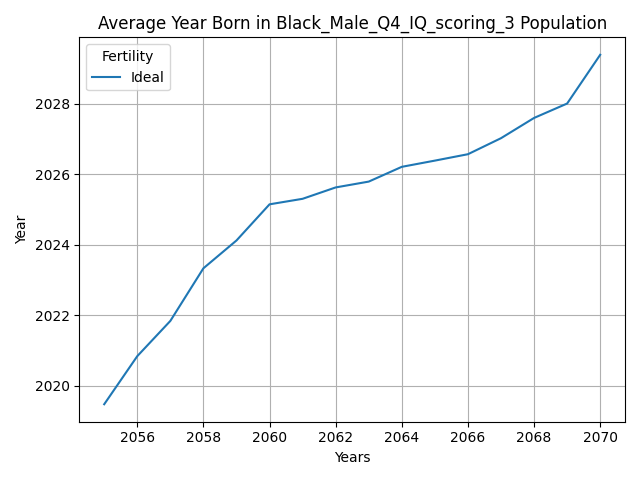 Average Year Born in Black_Male_Q4_IQ_scoring_3 Population
Fertility
Ideal
2028
2026
2024
2022
2020
Year
2056 2058 2060 2062 2064 2066 2068 2070
Years